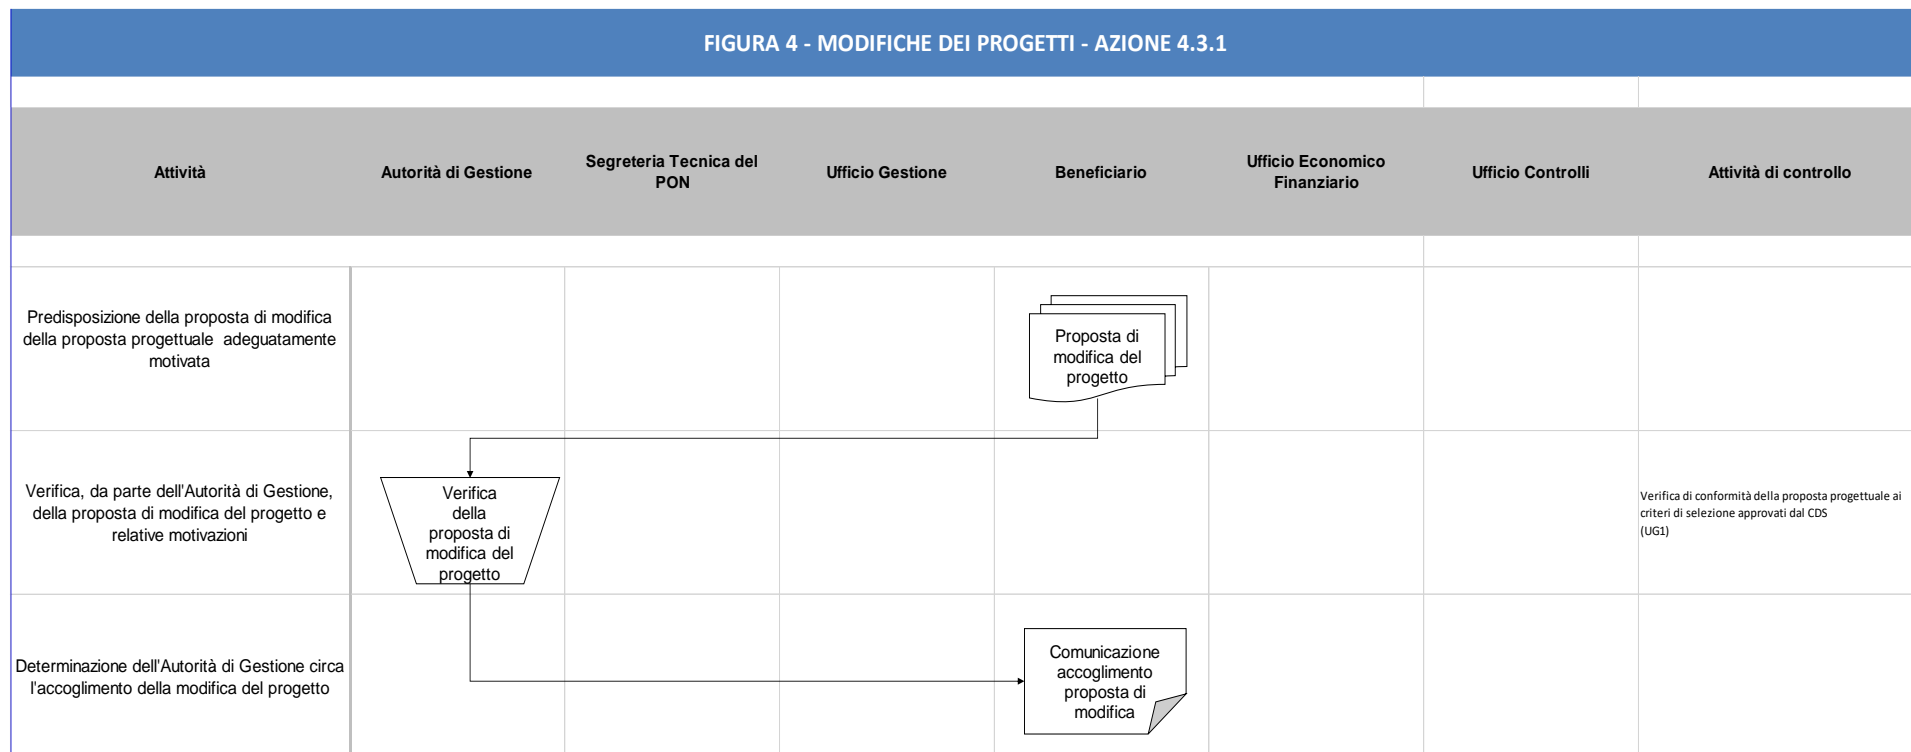 FIGURA 4 - MODIFICHE DEI PROGETTI - AZIONE 4.3.1
Attività
Autorità di Gestione
Segreteria Tecnica del
PON
Ufficio Gestione
Beneficiario
Ufficio Economico
Finanziario
Ufficio Controlli
Attività di controllo
Predisposizione della proposta di modifica
della proposta progettuale adeguatamente
motivata
Proposta di
modifica del
progetto
Verifica, da parte dell'Autorità di Gestione,
della proposta di modifica del progetto e
relative motivazioni
Verifica
della
proposta di
modifica del
progetto
Verifica di conformità della proposta progettuale ai
criteri di selezione approvati dal CDS
(UG1)
Determinazione dell'Autorità di Gestione circa
l'accoglimento della modifica del progetto
Comunicazione
accoglimento
proposta di
modifica